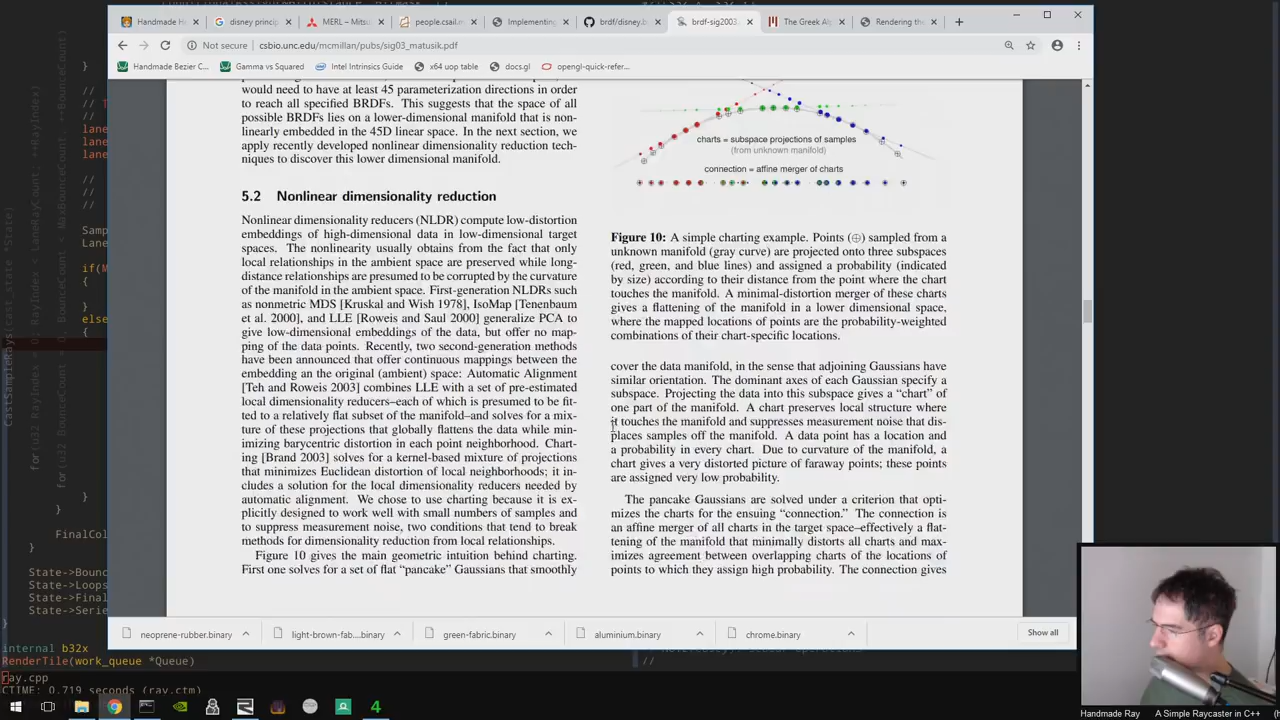 Handmade H
disney princip
MERL – Mitsu
people.csail.m
Implementing
brdf/disney.b
brdf-sig2003.
The Greek Al
Rendering the
Not secure | csbio.unc.edu/mcmillan/pubs/sig03_matusik.pdf
Handmade Bezier C...
Gamma vs Squared
Intel Intrinsics Guide
x64 uop table
docs.gl
opengl-quick-refer...
would need to have at least 45 parameterization directions in order
to reach all specified BRDFs. This suggests that the space of all
possible BRDFs lies on a lower-dimensional manifold that is non-
linearly embedded in the 45D linear space. In the next section, we
apply recently developed nonlinear dimensionality reduction tech-
niques to discover this lower dimensional manifold.
5.2 Nonlinear dimensionality reduction
Nonlinear dimensionality reducers (NLDR) compute low-distortion
embeddings of high-dimensional data in low-dimensional target
spaces. The nonlinearity usually obtains from the fact that only
local relationships in the ambient space are preserved while long-
distance relationships are presumed to be corrupted by the curvature
of the manifold in the ambient space. First-generation NLDRs such
as nonmetric MDS [Kruskal and Wish 1978], IsoMap [Tenenbaum
et al. 2000], and LLE [Roweis and Saul 2000] generalize PCA to
give low-dimensional embeddings of the data, but offer no map-
ping of the data points. Recently, two second-generation methods
have been announced that offer continuous mappings between the
embedding an the original (ambient) space: Automatic Alignment
[Teh and Roweis 2003] combines LLE with a set of pre-estimated
local dimensionality reducers–each of which is presumed to be fit-
ted to a relatively flat subset of the manifold–and solves for a mix-
ture of these projections that globally flattens the data while min-
imizing barycentric distortion in each point neighborhood. Chart-
ing [Brand 2003] solves for a kernel-based mixture of projections
that minimizes Euclidean distortion of local neighborhoods; it in-
cludes a solution for the local dimensionality reducers needed by
automatic alignment. We chose to use charting because it is ex-
plicitly designed to work well with small numbers of samples and
to suppress measurement noise, two conditions that tend to break
methods for dimensionality reduction from local relationships.
Figure 10 gives the main geometric intuition behind charting.
First one solves for a set of flat “pancake” Gaussians that smoothly
charts = subspace projections of samples
(from unknown manifold)
connection = affine merger of charts
Figure 10: A simple charting example. Points (⊕) sampled from a
unknown manifold (gray curve) are projected onto three subspaces
(red, green, and blue lines) and assigned a probability (indicated
by size) according to their distance from the point where the chart
touches the manifold. A minimal-distortion merger of these charts
gives a flattening of the manifold in a lower dimensional space,
where the mapped locations of points are the probability-weighted
combinations of their chart-specific locations.
cover the data manifold, in the sense that adjoining Gaussians have
similar orientation. The dominant axes of each Gaussian specify a
subspace. Projecting the data into this subspace gives a “chart” of
one part of the manifold. A chart preserves local structure where
it touches the manifold and suppresses measurement noise that dis-
places samples off the manifold. A data point has a location and
a probability in every chart. Due to curvature of the manifold, a
chart gives a very distorted picture of faraway points; these points
are assigned very low probability.
The pancake Gaussians are solved under a criterion that opti-
mizes the charts for the ensuing “connection.” The connection is
an affine merger of all charts in the target space–effectively a flat-
tening of the manifold that minimally distorts all charts and max-
imizes agreement between overlapping charts of the locations of
points to which they assign high probability. The connection gives
neoprene-rubber.binary
light-brown-fab....binary
green-fabric.binary
aluminium.binary
chrome.binary
Show all
}
//
//
lane
lane
lane
//
//
Samp
Lane
if(M
{
}
else
{
}
FinalCol
}
State->Boun
State->Loops
State->Final
State->Serie
}
internal b32x
RenderTile(work_queue *Queue)
//
ray.cpp
CTIME: 0.719 seconds (ray.ctm)
Handmade Ray A Simple Raycaster in C++